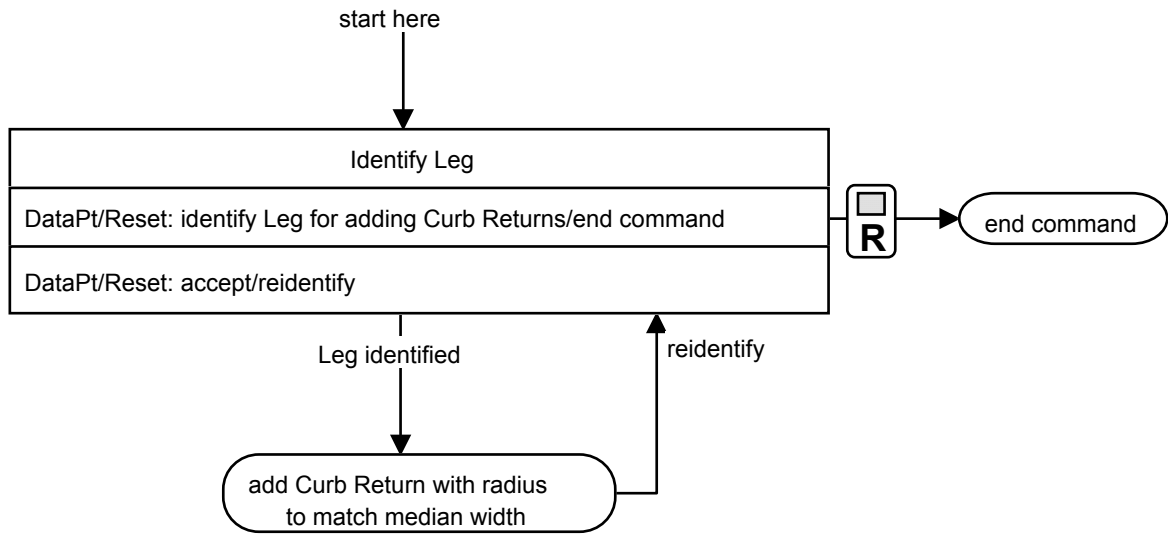 start here
Identify Leg
DataPt/Reset: identify Leg for adding Curb Returns/end command
R
end command
DataPt/Reset: accept/reidentify
Leg identified
reidentify
add Curb Return with radius
to match median width